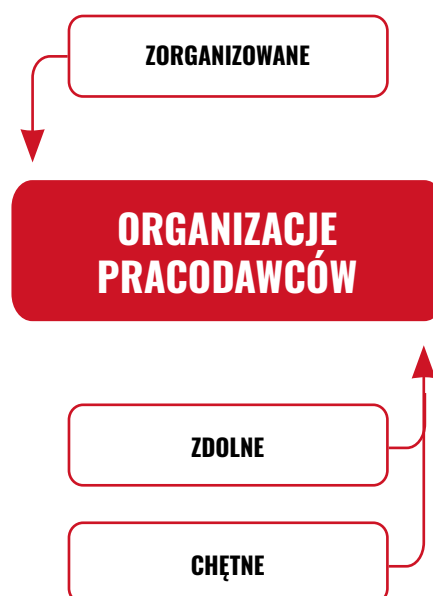 ZORGANIZOWANE
ORGANIZACJE
PRACODAWCÓW
ZDOLNE
CHĘTNE